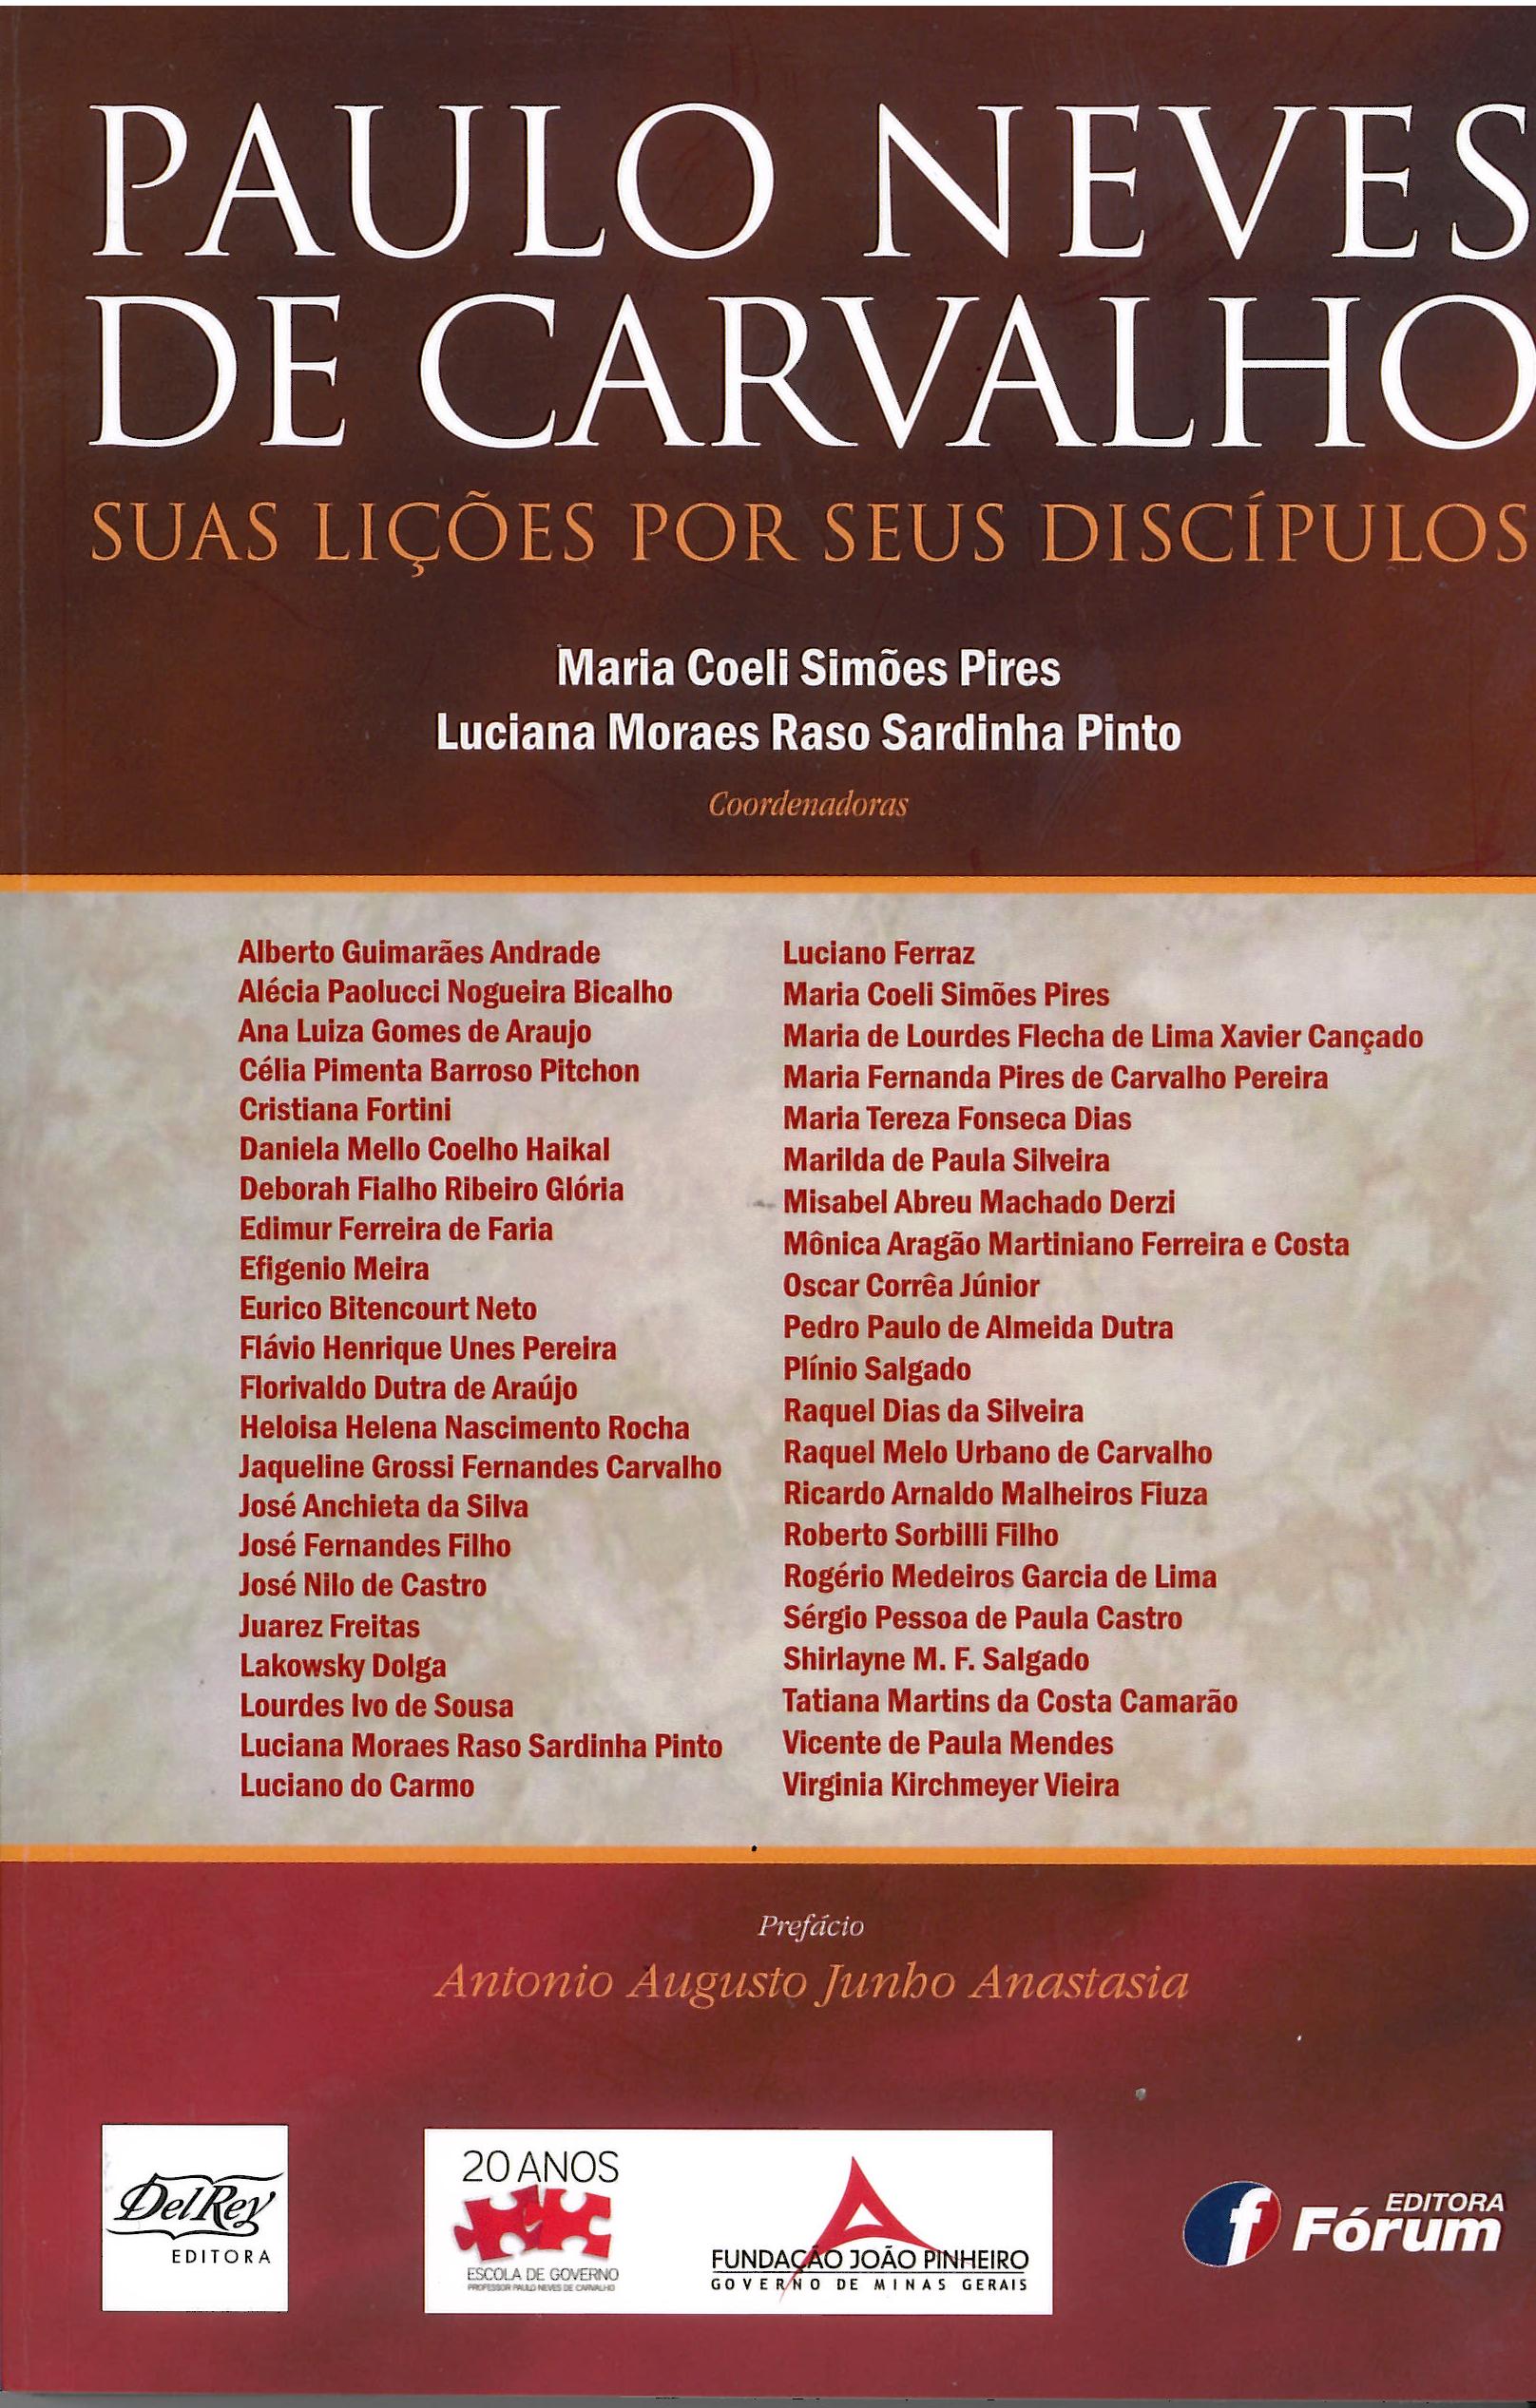 PAULO NEVES
DE CARVALHO
SUAS LIÇÕES POR SEUS DISCÍPULOS
Maria Coeli Simões Pires
Luciana Moraes Raso Sardinha Pinto
Coordenadoras
Alberto Guimarães Andrade
Alécia Paolucci Nogueira Bicalho
Ana Luiza Gomes de Araujo
Célia Pimenta Barroso Pitchon
Cristiana Fortini
Daniela Mello Coelho Haikal
Deborah Fialho Ribeiro Glória
Edimur Ferreira de Faria
Efigenio Meira
Eurico Bitencourt Neto
Flávio Henrique Unes Pereira
Florivaldo Dutra de Araújo
Heloisa Helena Nascimento Rocha
Jaqueline Grossi Fernandes Carvalho
José Anchieta da Silva
José Fernandes Filho
José Nilo de Castro
Juarez Freitas
Lakowsky Dolga
Lourdes Ivo de Sousa
Luciana Moraes Raso Sardinha Pinto
Luciano do Carmo
Luciano Ferraz
Maria Coeli Simões Pires
Maria de Lourdes Flecha de Lima Xavier Cançado
Maria Fernanda Pires de Carvalho Pereira
Maria Tereza Fonseca Dias
Marilda de Paula Silveira
Misabel Abreu Machado Derzi
Mônica Aragão Martiniano Ferreira e Costa
Oscar Corrêa Júnior
Pedro Paulo de Almeida Dutra
Plínio Salgado
Raquel Dias da Silveira
Raquel Melo Urbano de Carvalho
Ricardo Arnaldo Malheiros Fiuza
Roberto Sorbilli Filho
Rogério Medeiros Garcia de Lima
Sérgio Pessoa de Paula Castro
Shirlayne M. F. Salgado
Tatiana Martins da Costa Camarão
Vicente de Paula Mendes
Virginia Kirchmeyer Vieira
Prefácio
Antonio Augusto Junho Anastasia
DelRey
EDITORA
20 ANOS
ESCOLA DE GOVERNO
PROFESSOR PAULO NEVES DE CARVALHO
FUNDAÇÃO JOÃO PINHEIRO
GOVERNO DE MINAS GERAIS
f
EDITORA
Fórum